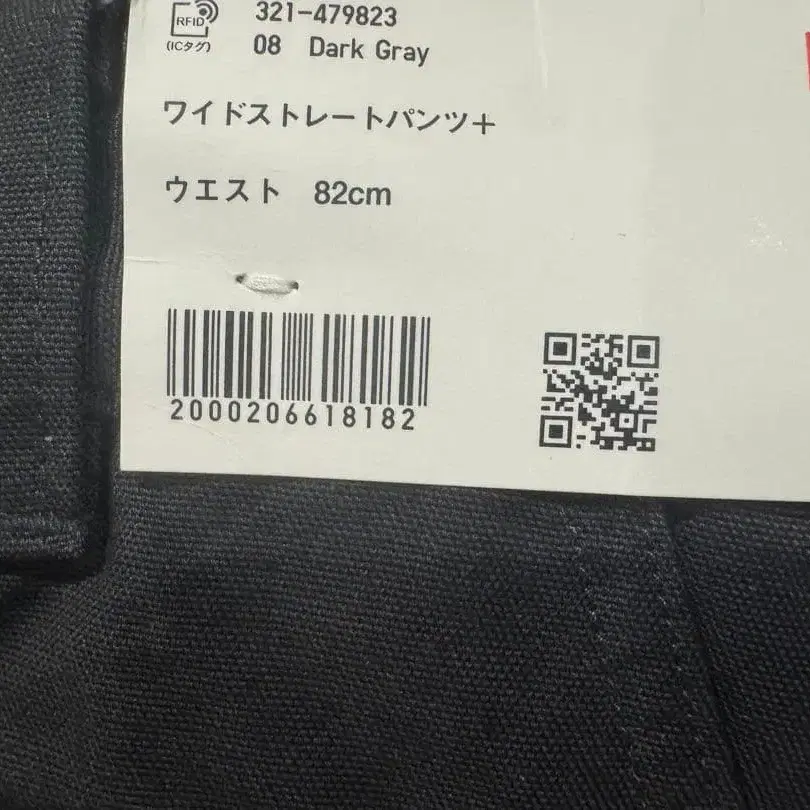 RFID
321-479823
(ICタグ)
08 Dark Gray
ワイドストレートパンツ+
ウエスト 82cm
2000206618182